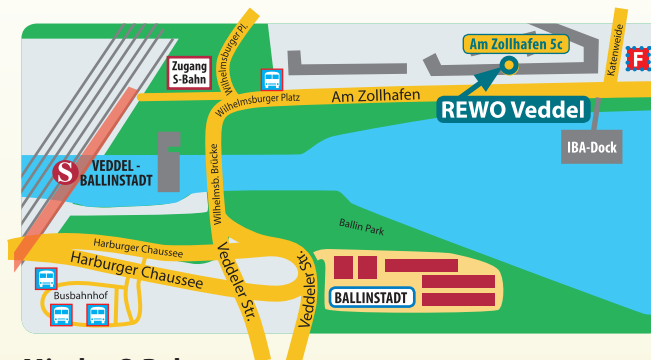 Wilhelmsburger Pl.
Am Zollhafen 5c
Katenweide
F
Zugang
S-Bahn
Wilhelmsburger Platz
Am Zollhafen
REWO Veddel
IBA-Dock
S
VEDDEL -
BALLINSTADT
Wilhelmsb. Brücke
Ballin Park
Harburger Chaussee
Harburger Chaussee
Veddeler Str.
Veddeler Str.
BALLINSTADT
Busbahnhof